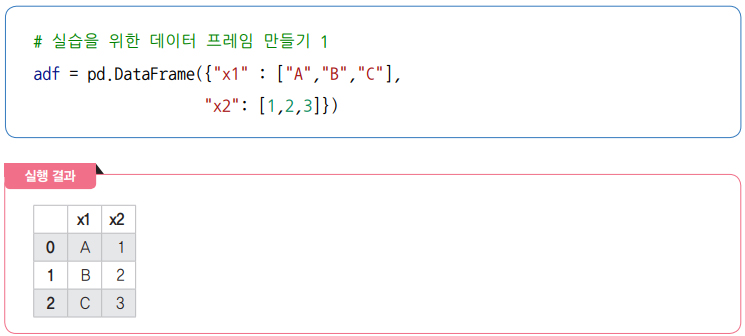 # 실습을 위한 데이터 프레임 만들기 1
adf = pd.DataFrame({"x1" : ["A","B","C"],
"x2": [1,2,3]})
실행 결과
x1 x2
0 A 1
1 B 2
2 C 3